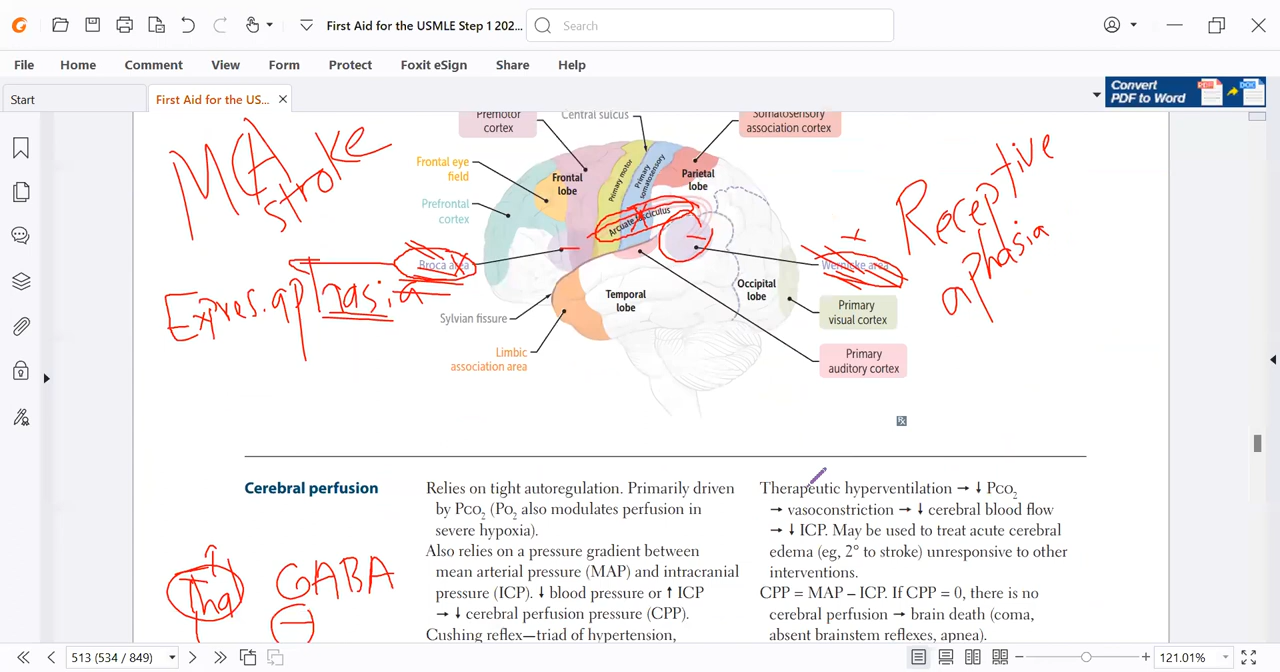 First Aid for the USMLE Step 1 202...
Search
File Home Comment View Form Protect Foxit eSign Share Help
Start
First Aid for the US...
Convert
PDF to Word
Premotor
cortex
Central sulcus
Somatosensory
association cortex
MCA
stroke
Frontal eye
field
Frontal
lobe
Primary motor
Primary
somatosensory
Parietal
lobe
Prefrontal
cortex
Arcuate fasciculus
Receptive
aphasia
Broca area
Wernicke area
Expres. aphasia
Temporal
lobe
Occipital
lobe
Sylvian fissure
Primary
visual cortex
Limbic
association area
Primary
auditory cortex
Cerebral perfusion
Relies on tight autoregulation. Primarily driven
by PCO2 (PO2 also modulates perfusion in
severe hypoxia).
Also relies on a pressure gradient between
mean arterial pressure (MAP) and intracranial
pressure (ICP). ↓ blood pressure or ↑ ICP
→ ↓ cerebral perfusion pressure (CPP).
Cushing reflex—triad of hypertension,
Therapeutic hyperventilation → ↓ PCO2
→ vasoconstriction → ↓ cerebral blood flow
→ ↓ ICP. May be used to treat acute cerebral
edema (eg, 2° to stroke) unresponsive to other
interventions.
CPP = MAP – ICP. If CPP = 0, there is no
cerebral perfusion → brain death (coma,
absent brainstem reflexes, apnea).
Tha
GABA
513 (534 / 849)
121.01%